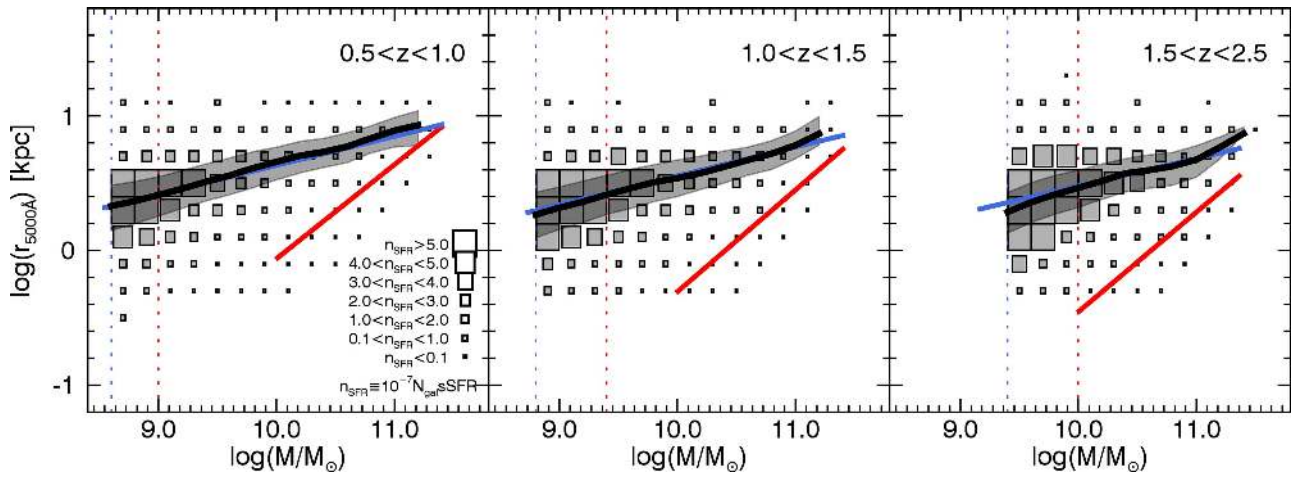 0.5<z<1.0
1.0<z<1.5
1.5<z<2.5
log(r5000Å) [kpc]
1
0
-1
nSFR>5.0
4.0<nSFR<5.0
3.0<nSFR<4.0
2.0<nSFR<3.0
1.0<nSFR<2.0
0.1<nSFR<1.0
nSFR<0.1
nSFR≡10⁻⁷NgalsSFR
9.0 10.0 11.0
9.0 10.0 11.0
9.0 10.0 11.0
log(M/M⊙)
log(M/M⊙)
log(M/M⊙)